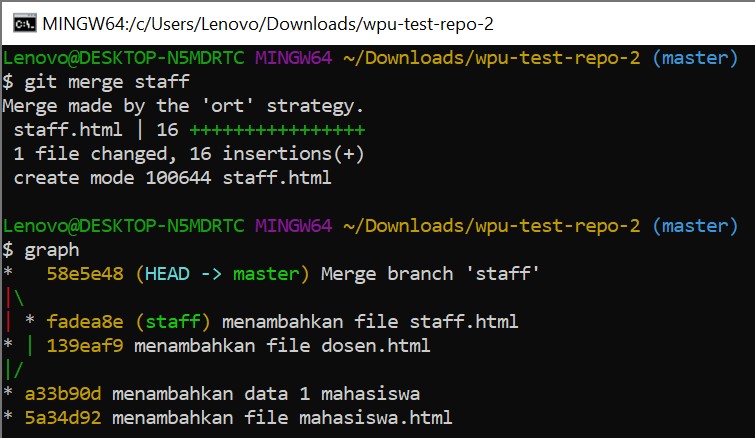 MINGW64:/c/Users/Lenovo/Downloads/wpu-test-repo-2
Lenovo@DESKTOP-N5MDRTC MINGW64 ~/Downloads/wpu-test-repo-2 (master)
$ git merge staff
Merge made by the 'ort' strategy.
 staff.html | 16 ++++++++++++++++
 1 file changed, 16 insertions(+)
 create mode 100644 staff.html
Lenovo@DESKTOP-N5MDRTC MINGW64 ~/Downloads/wpu-test-repo-2 (master)
$ graph
*   58e5e48 (HEAD -> master) Merge branch 'staff'
|\
| * fadea8e (staff) menambahkan file staff.html
* | 139eaf9 menambahkan file dosen.html
|/
* a33b90d menambahkan data 1 mahasiswa
* 5a34d92 menambahkan file mahasiswa.html